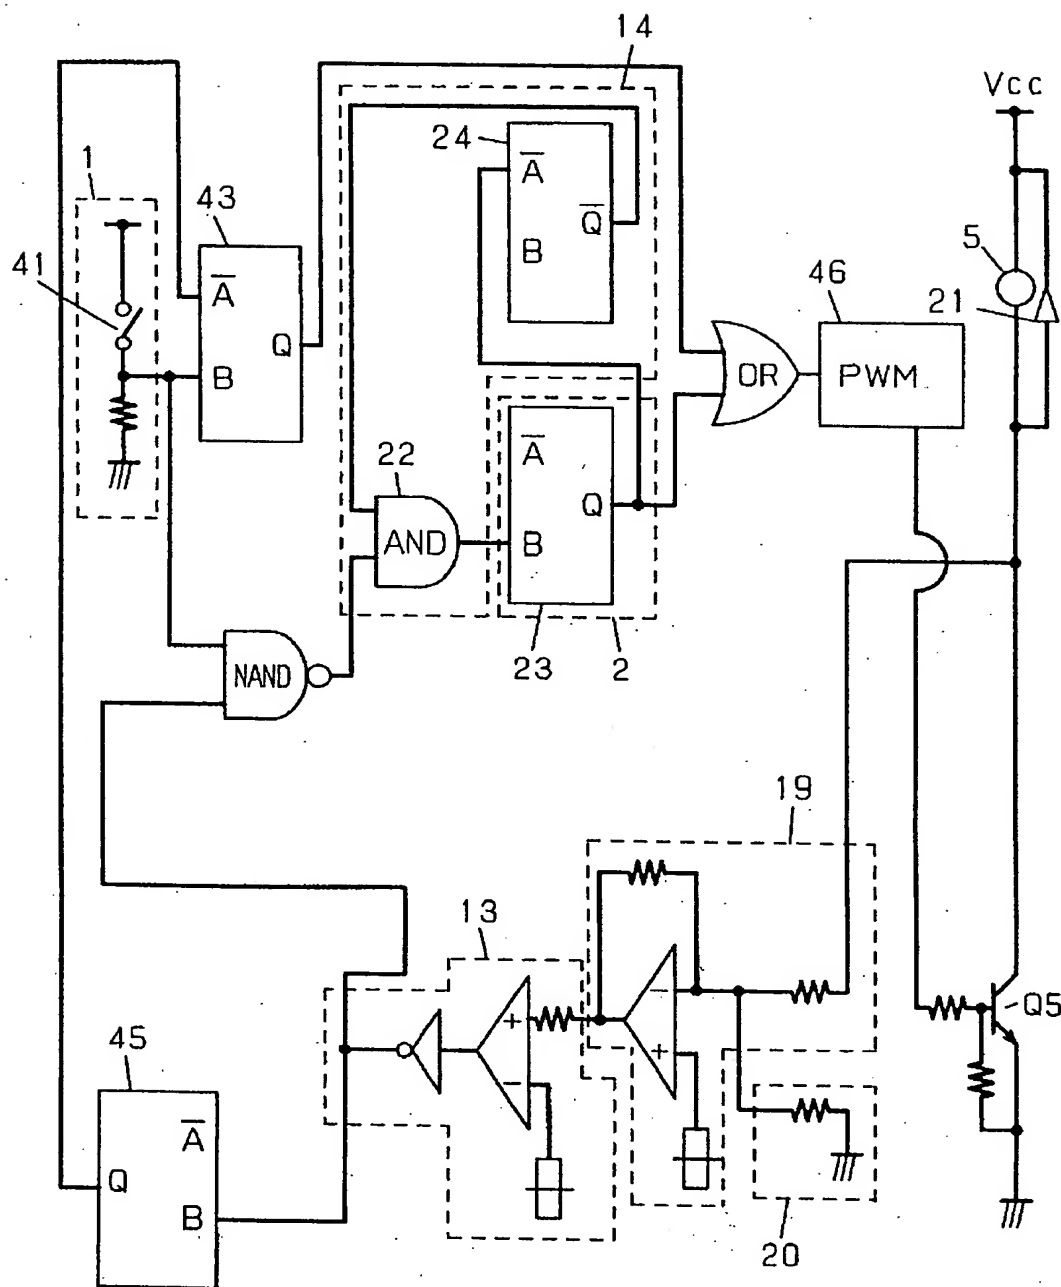 14
Vcc
24
A̅
1
43
Q̅
5
41
A̅
B
46
21
Q
OR
PWM
B
A̅
22
Q
AND
B
NAND
23
2
19
13
−
+
Q5
+
−
45
A̅
Q
B
20